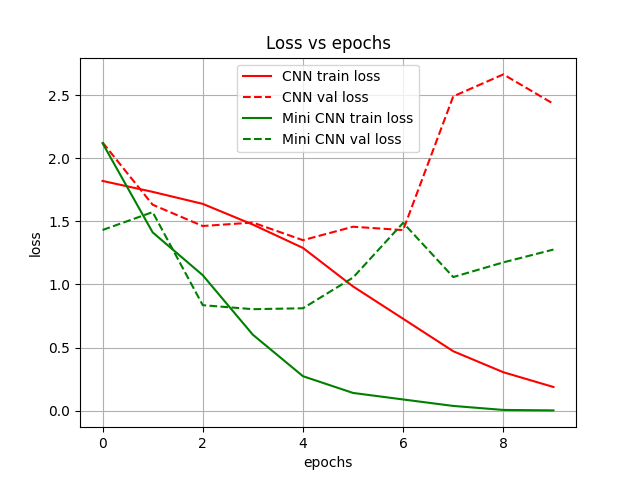 Loss vs epochs
CNN train loss
CNN val loss
Mini CNN train loss
Mini CNN val loss
2.5
2.0
1.5
1.0
0.5
0.0
loss
0 2 4 6 8
epochs